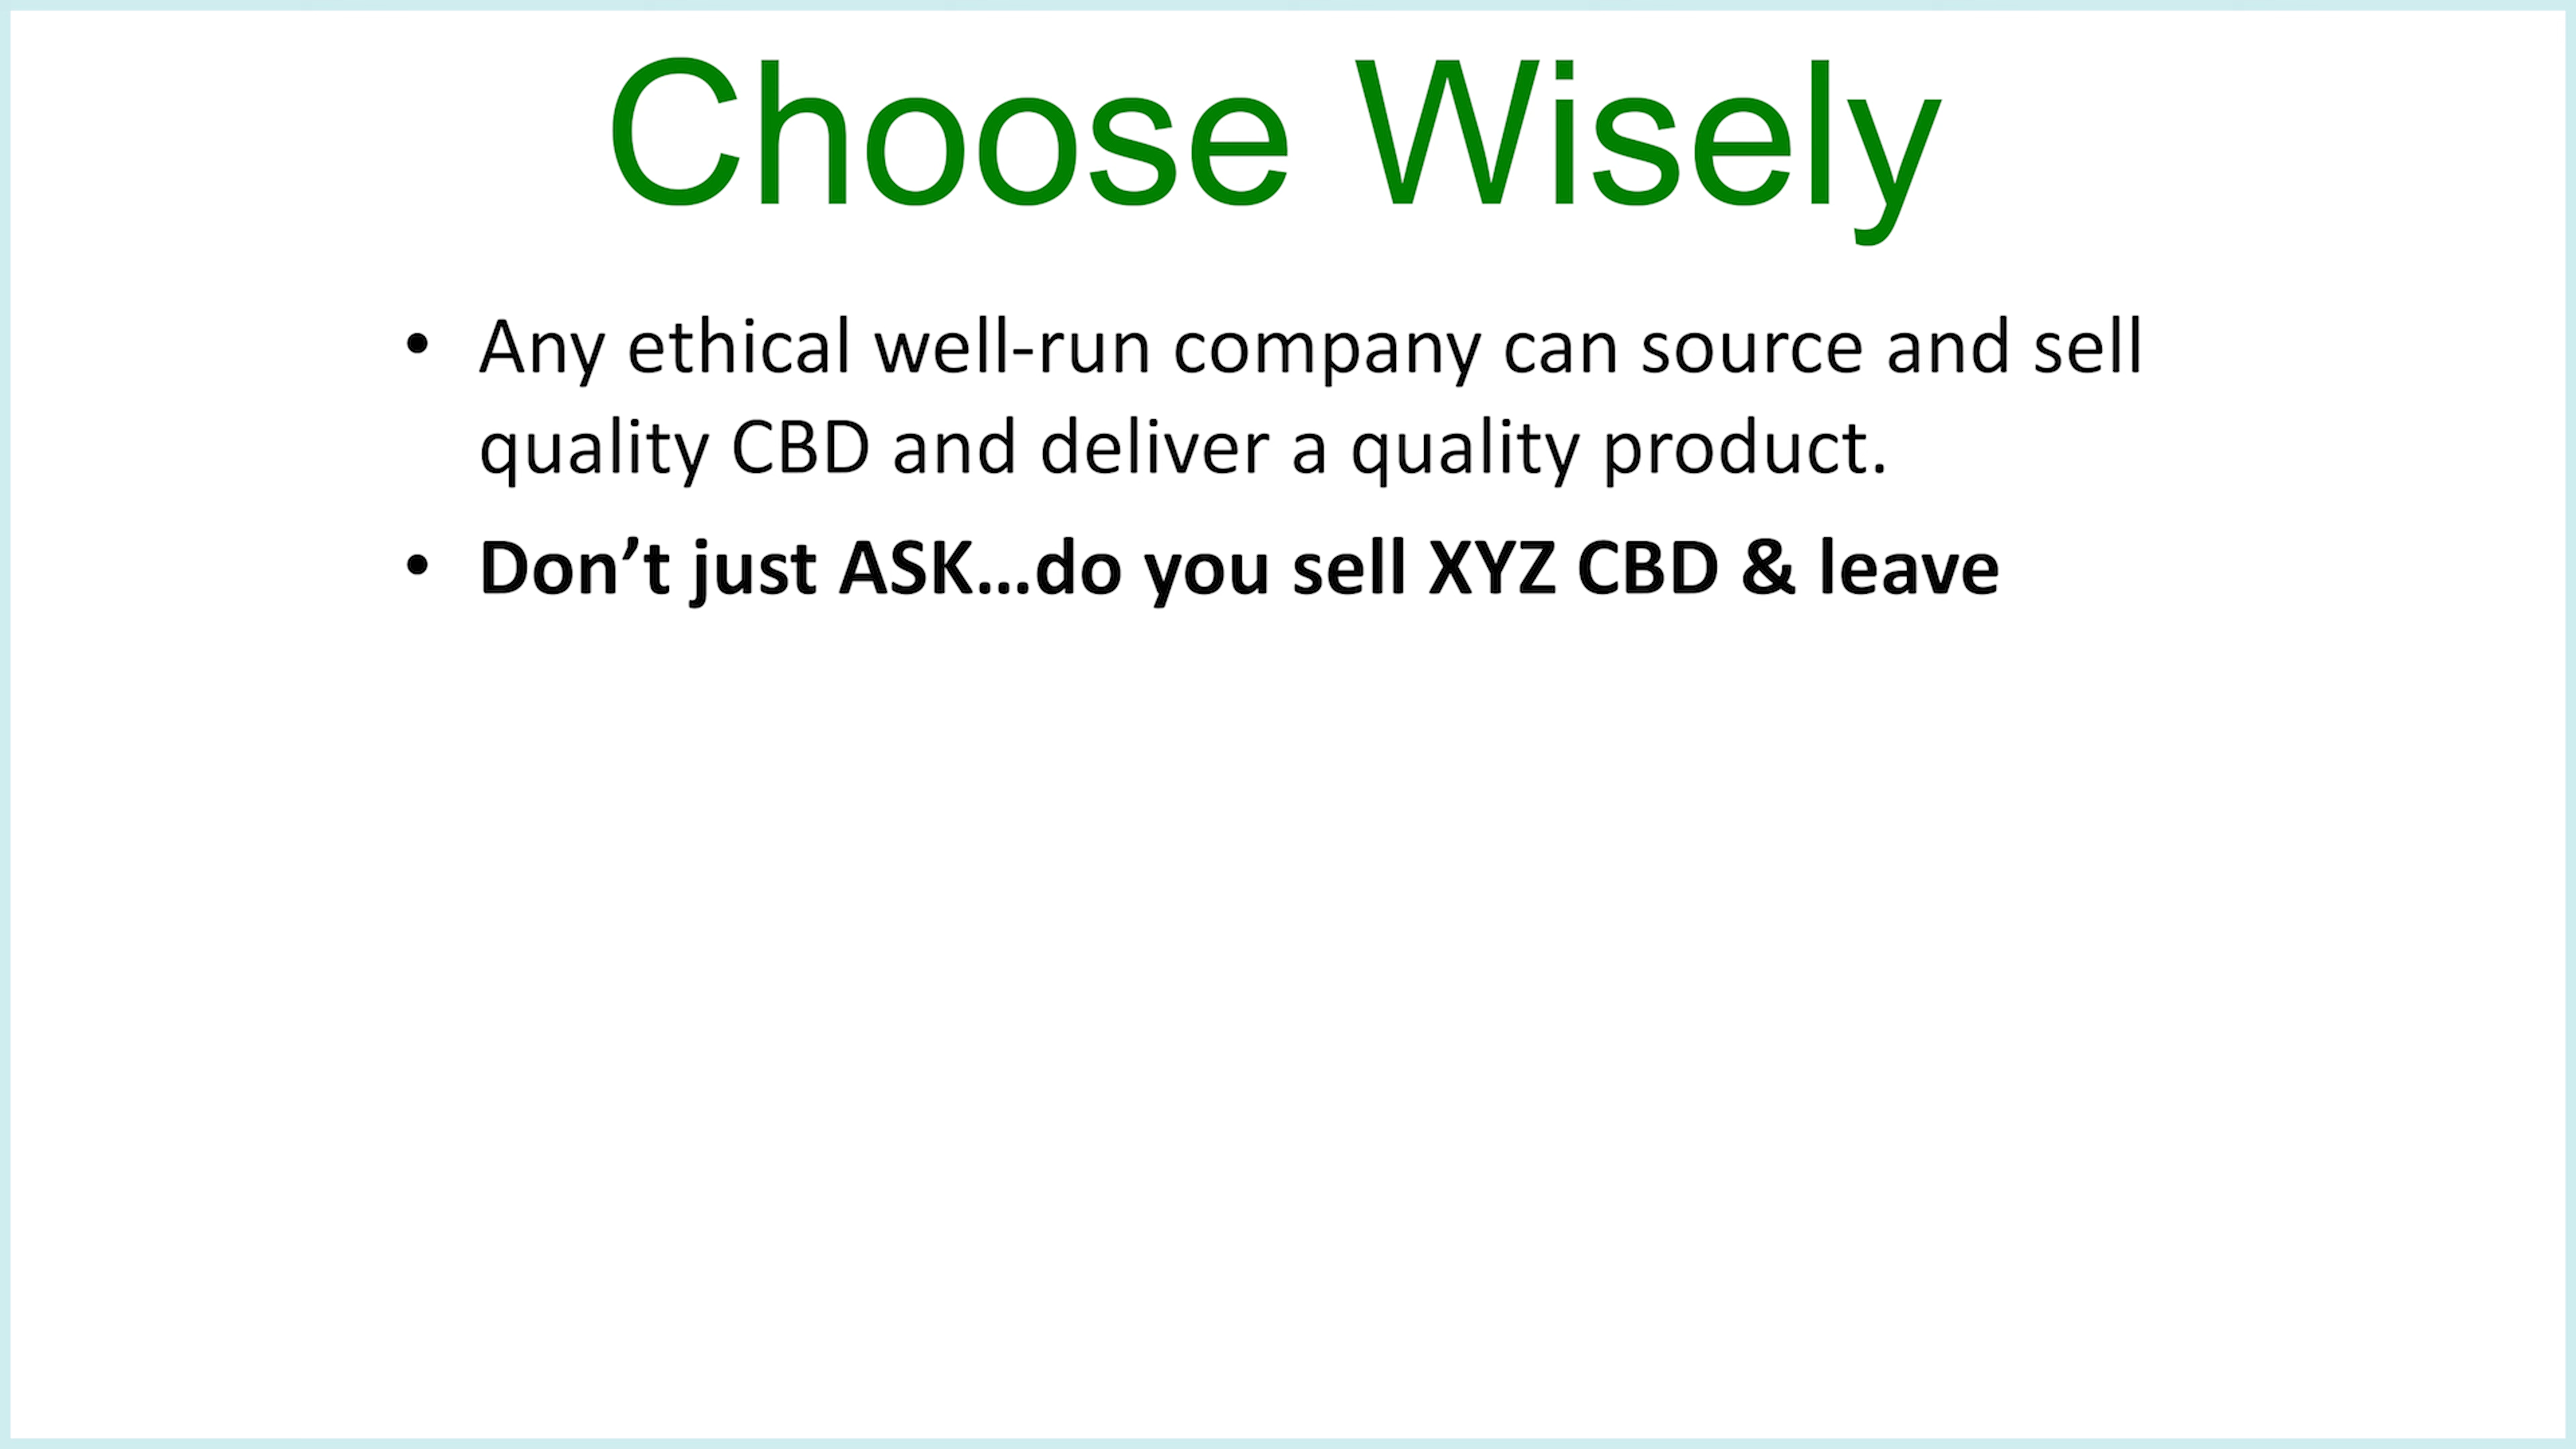 Choose Wisely
• Any ethical well-run company can source and sell
quality CBD and deliver a quality product.
• Don’t just ASK...do you sell XYZ CBD & leave